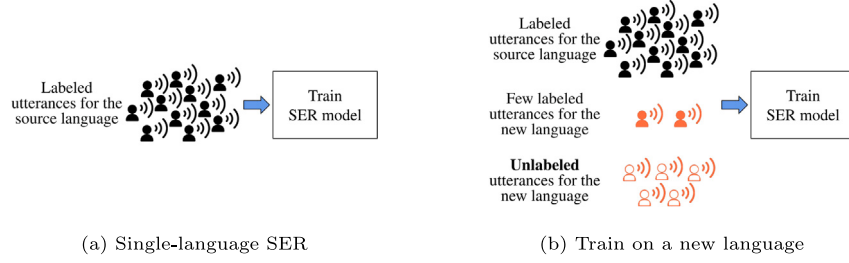 Labeled
utterances for the
source language
Train
SER model
(a) Single-language SER
Labeled
utterances for the
source language
Few labeled
utterances for the
new language
Unlabeled
utterances for the
new language
Train
SER model
(b) Train on a new language